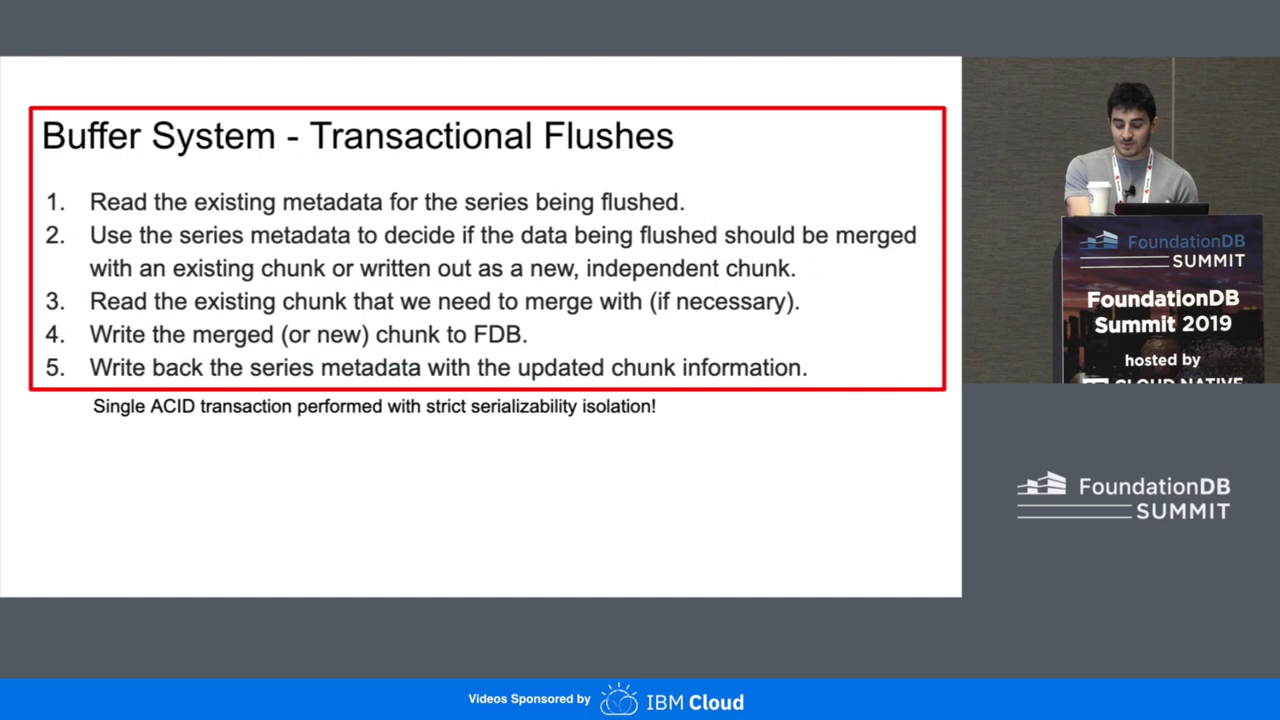 Buffer System - Transactional Flushes
1. Read the existing metadata for the series being flushed.
2. Use the series metadata to decide if the data being flushed should be merged
with an existing chunk or written out as a new, independent chunk.
3. Read the existing chunk that we need to merge with (if necessary).
4. Write the merged (or new) chunk to FDB.
5. Write back the series metadata with the updated chunk information.
Single ACID transaction performed with strict serializability isolation!
FoundationDB
SUMMIT
FoundationDB
Summit 2019
hosted by
CLOUD NATIVE
FoundationDB
SUMMIT
Videos Sponsored by IBM Cloud